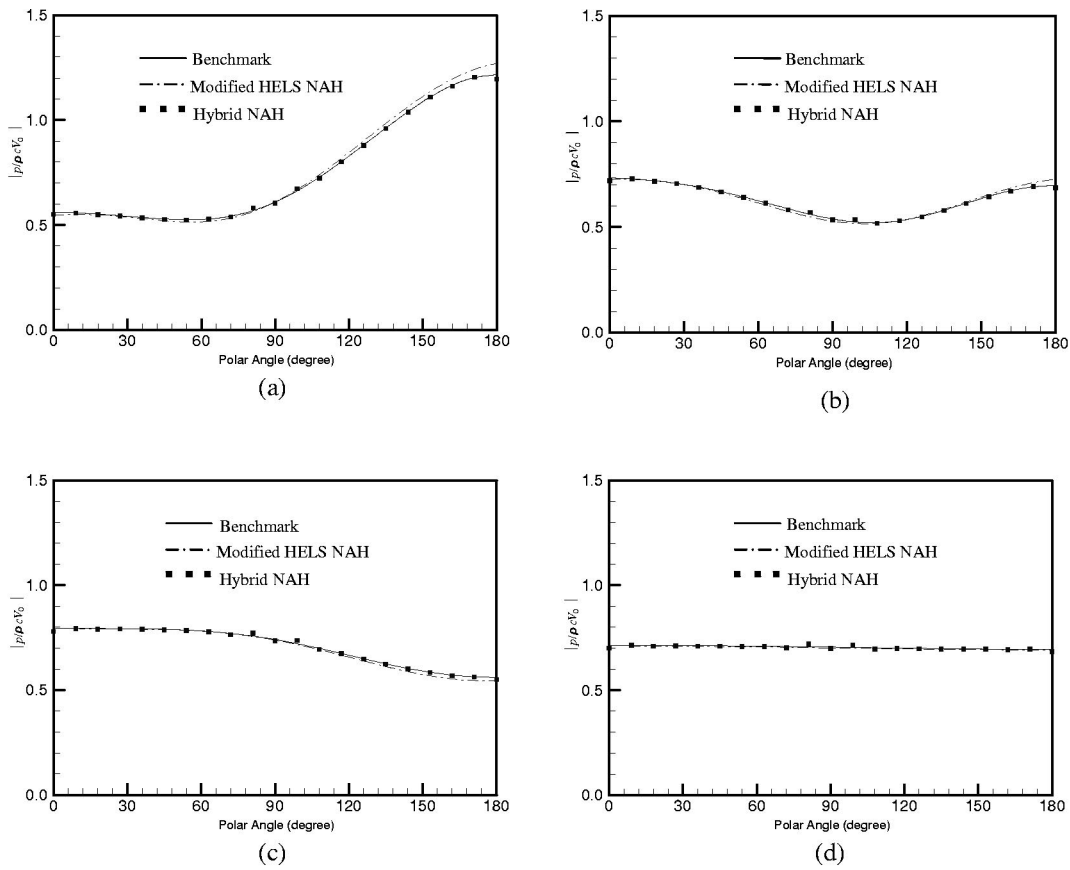 1.5
1.0
0.5
0.0
|p/ρcV₀|
Benchmark
Modified HELS NAH
Hybrid NAH
0 30 60 90 120 150 180
Polar Angle (degree)
(a)
1.5
1.0
0.5
0.0
|p/ρcV₀|
Benchmark
Modified HELS NAH
Hybrid NAH
0 30 60 90 120 150 180
Polar Angle (degree)
(b)
1.5
1.0
0.5
0.0
|p/ρcV₀|
Benchmark
Modified HELS NAH
Hybrid NAH
0 30 60 90 120 150 180
Polar Angle (degree)
(c)
1.5
1.0
0.5
0.0
|p/ρcV₀|
Benchmark
Modified HELS NAH
Hybrid NAH
0 30 60 90 120 150 180
Polar Angle (degree)
(d)